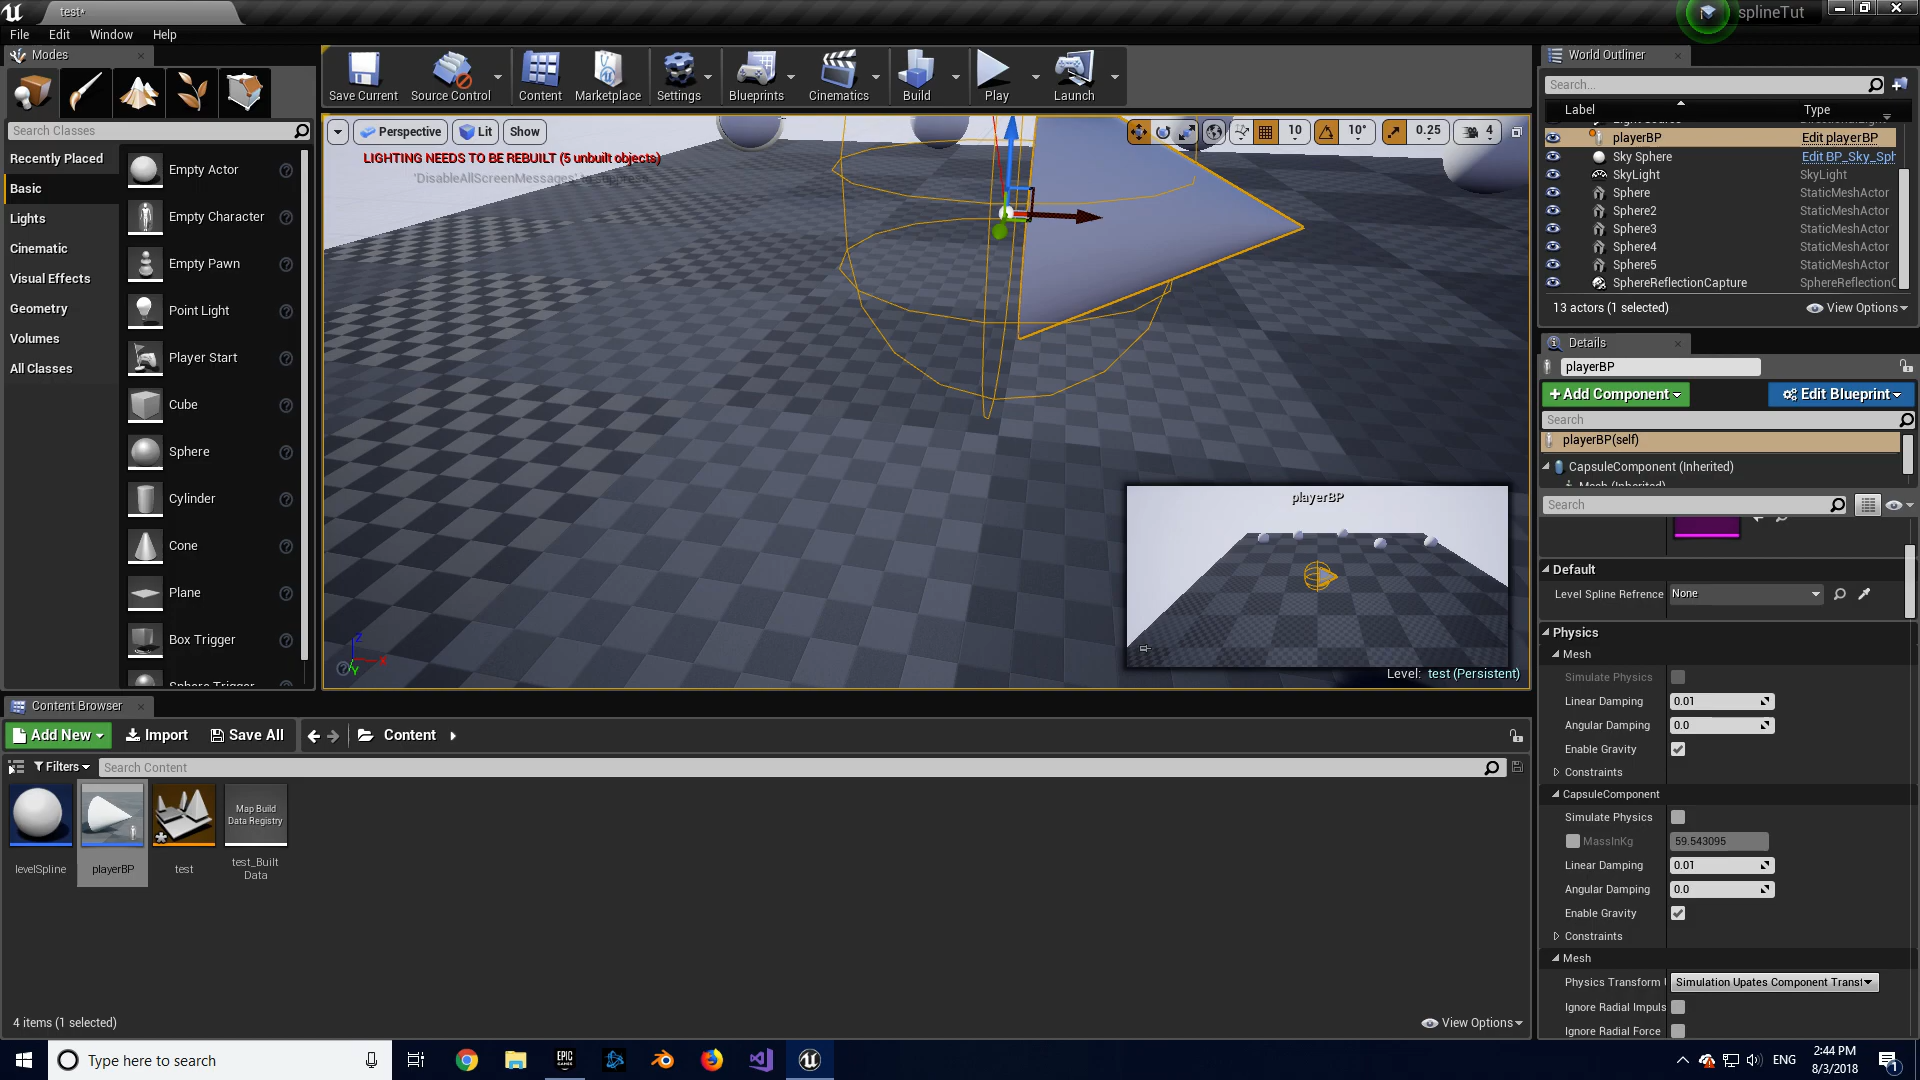 test*
splineTut
File Edit Window Help
Modes
Search Classes
Recently Placed
Basic
Lights
Cinematic
Visual Effects
Geometry
Volumes
All Classes
Empty Actor
Empty Character
Empty Pawn
Point Light
Player Start
Cube
Sphere
Cylinder
Cone
Plane
Box Trigger
Sphere Trigger
Save Current Source Control Content Marketplace Settings Blueprints Cinematics Build Play Launch
Perspective Lit Show
10 10° 0.25 4
LIGHTING NEEDS TO BE REBUILT (5 unbuilt objects)
'DisableAllScreenMessages' to suppress
playerBP
Z
X
Y
Level: test (Persistent)
World Outliner
Search...
Label Type
playerBP Edit playerBP
Sky Sphere Edit BP_Sky_Sph
SkyLight SkyLight
Sphere StaticMeshActor
Sphere2 StaticMeshActor
Sphere3 StaticMeshActor
Sphere4 StaticMeshActor
Sphere5 StaticMeshActor
SphereReflectionCapture SphereReflectionC
13 actors (1 selected) View Options
Details
playerBP
+Add Component Edit Blueprint
Search
playerBP(self)
CapsuleComponent (Inherited)
Mesh (Inherited)
Search
Default
Level Spline Refrence None
Physics
Mesh
Simulate Physics
Linear Damping 0.01
Angular Damping 0.0
Enable Gravity
Constraints
CapsuleComponent
Simulate Physics
MassInKg 59.543095
Linear Damping 0.01
Angular Damping 0.0
Enable Gravity
Constraints
Mesh
Physics Transform U Simulation Upates Component Transf
Ignore Radial Impuls
Ignore Radial Force
Content Browser
Add New Import Save All Content
Filters Search Content
levelSpline
playerBP
test
Map Build
Data Registry
test_Built
Data
4 items (1 selected) View Options
Type here to search
EPIC
GAMES
ENG
2:44 PM
8/3/2018
1